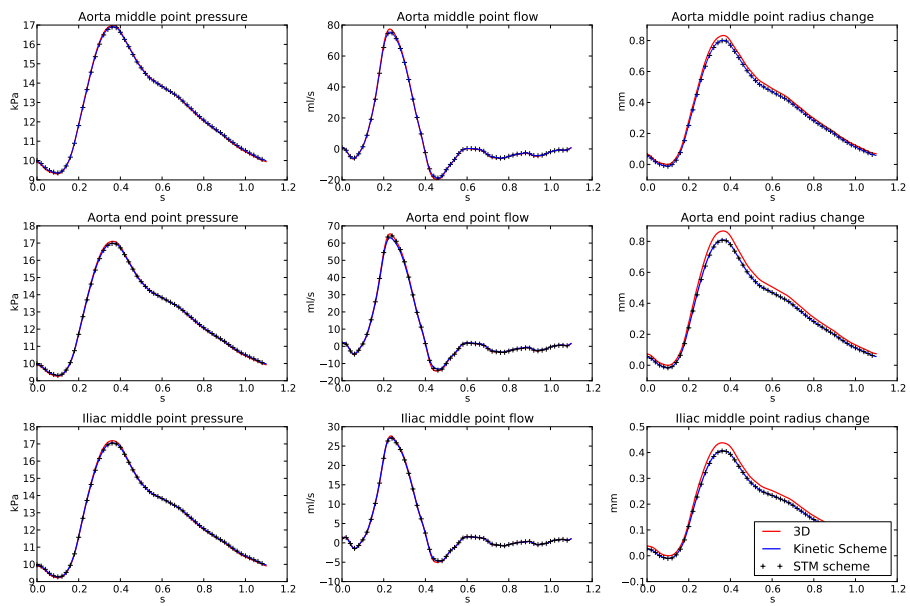 Aorta middle point pressure
Aorta middle point flow
Aorta middle point radius change
17
16
15
14
13
12
11
10
9
kPa
0.0 0.2 0.4 0.6 0.8 1.0 1.2
s
80
60
40
20
0
−20
ml/s
0.0 0.2 0.4 0.6 0.8 1.0 1.2
s
0.8
0.6
0.4
0.2
0.0
mm
0.0 0.2 0.4 0.6 0.8 1.0 1.2
s
Aorta end point pressure
Aorta end point flow
Aorta end point radius change
18
17
16
15
14
13
12
11
10
9
kPa
0.0 0.2 0.4 0.6 0.8 1.0 1.2
s
70
60
50
40
30
20
10
0
−10
−20
ml/s
0.0 0.2 0.4 0.6 0.8 1.0 1.2
s
0.8
0.6
0.4
0.2
0.0
mm
0.0 0.2 0.4 0.6 0.8 1.0 1.2
s
Iliac middle point pressure
Iliac middle point flow
Iliac middle point radius change
18
17
16
15
14
13
12
11
10
9
kPa
0.0 0.2 0.4 0.6 0.8 1.0 1.2
s
30
25
20
15
10
5
0
−5
−10
ml/s
0.0 0.2 0.4 0.6 0.8 1.0 1.2
s
0.5
0.4
0.3
0.2
0.1
0.0
−0.1
mm
0.0 0.2 0.4 0.6 0.8 1.0 1.2
s
3D
Kinetic Scheme
STM scheme